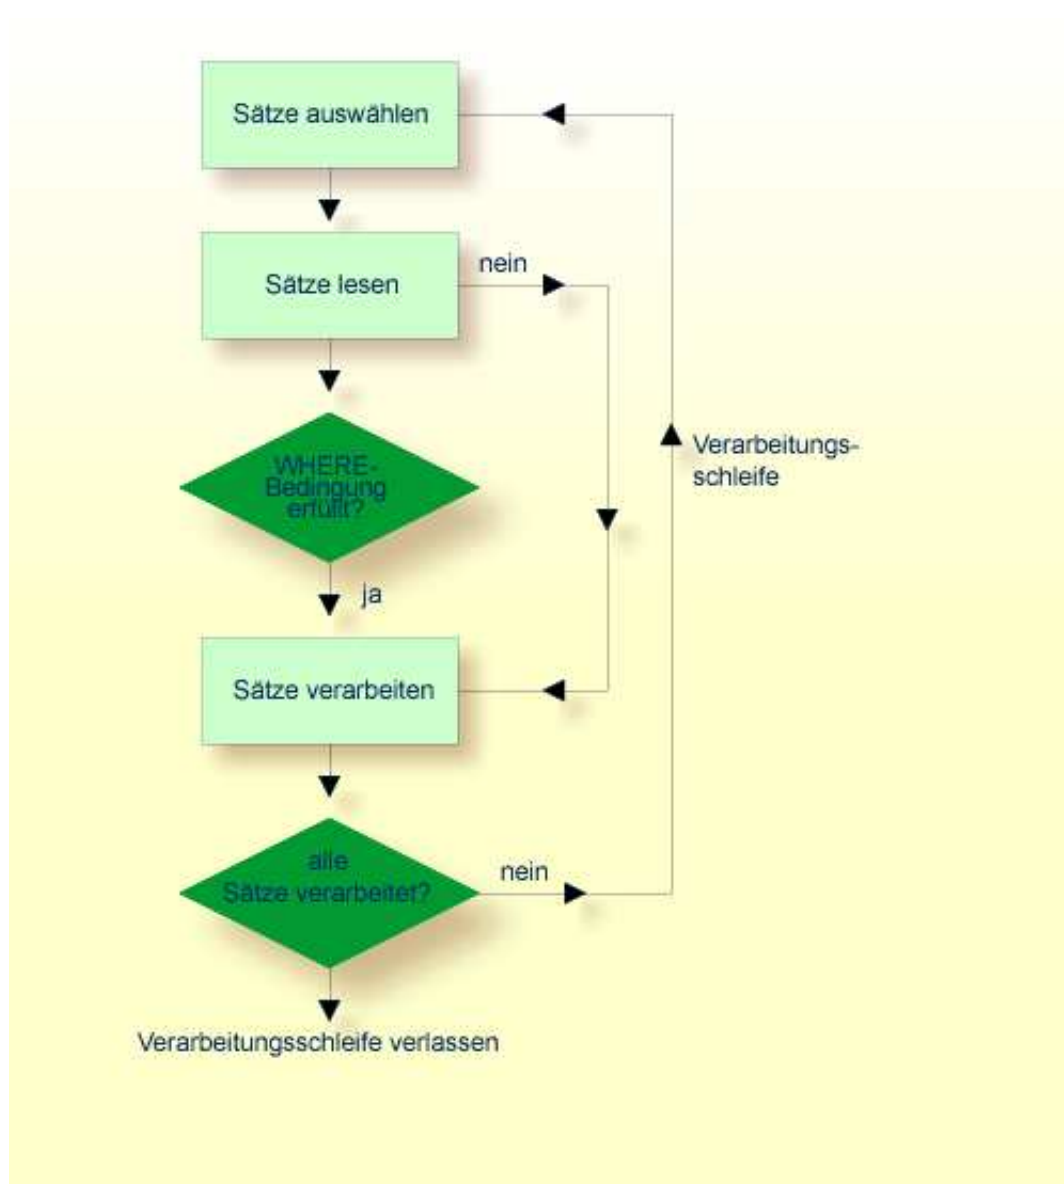 Sätze auswählen
Sätze lesen
nein
WHERE-
Bedingung
erfüllt?
Verarbeitungs-
schleife
ja
Sätze verarbeiten
alle
Sätze verarbeitet?
nein
Verarbeitungsschleife verlassen